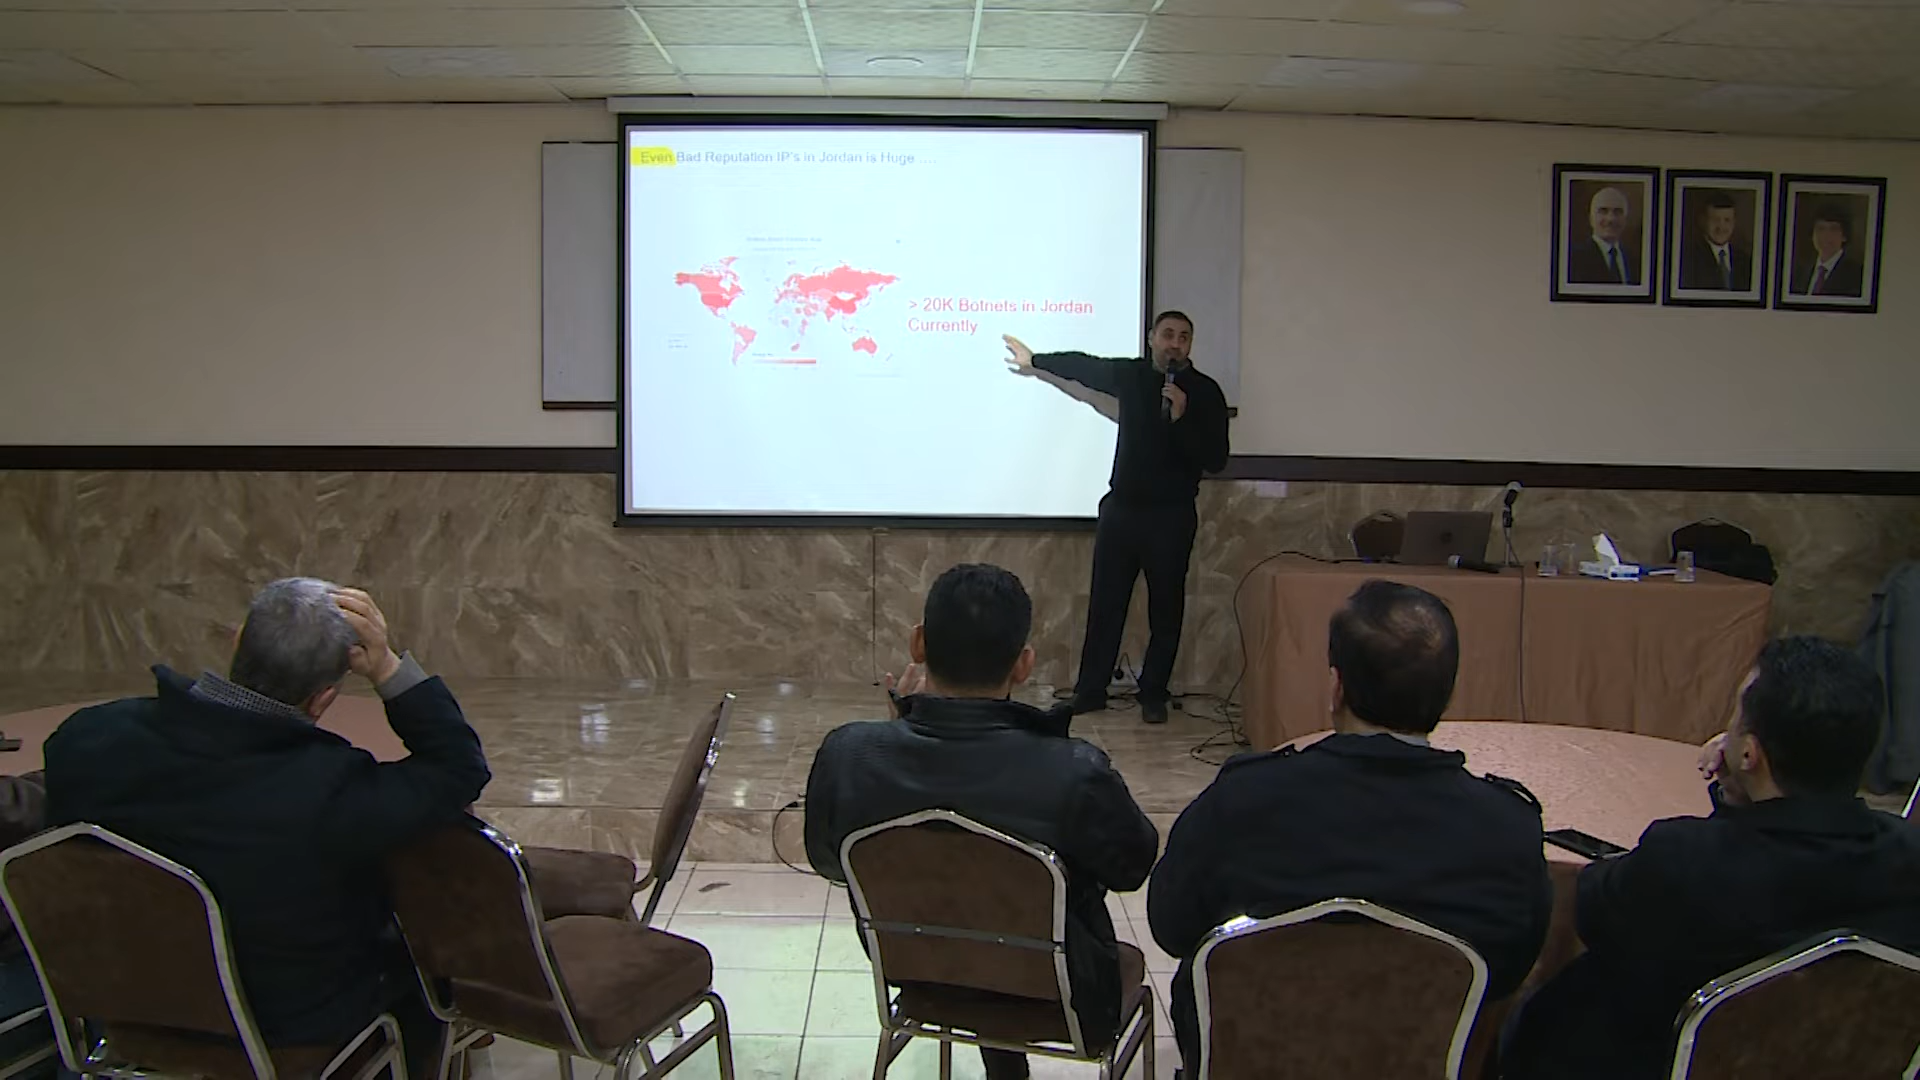 Even Bad Reputation IP's in Jordan is Huge ....
> 20K Botnets in Jordan
Currently